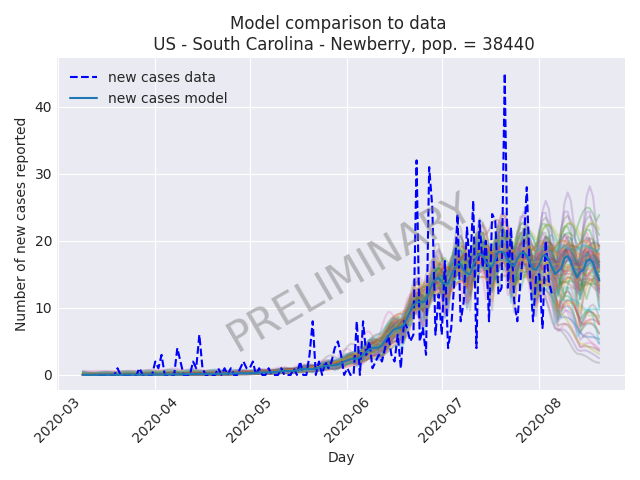 Model comparison to data
US - South Carolina - Newberry, pop. = 38440
new cases data
new cases model
Number of new cases reported
40
30
20
10
0
PRELIMINARY
2020-03
2020-04
2020-05
2020-06
2020-07
2020-08
Day